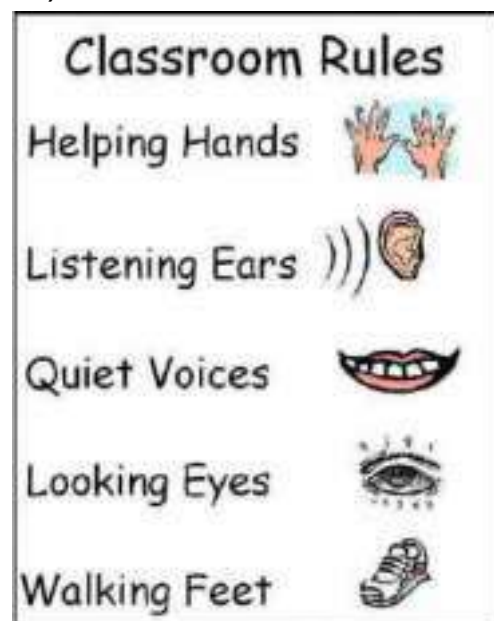 Classroom Rules
Helping Hands
Listening Ears
Quiet Voices
Looking Eyes
Walking Feet